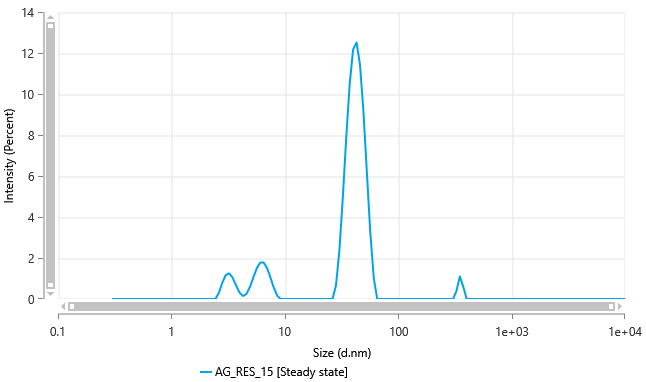 14
12
10
8
6
4
2
0
Intensity (Percent)
0.1 1 10 100 1e+03 1e+04
Size (d.nm)
AG_RES_15 [Steady state]